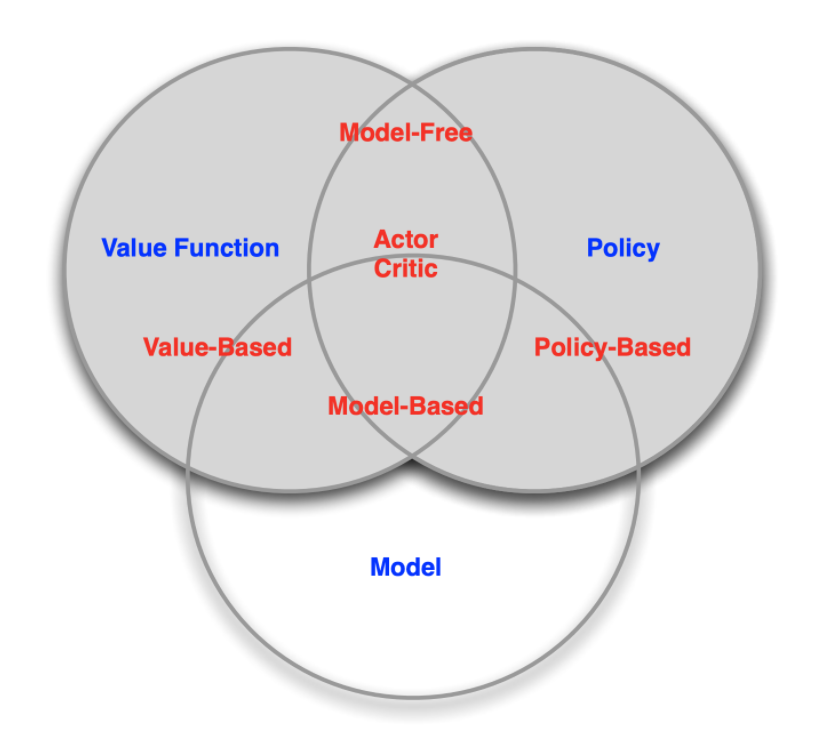 Model-Free
Value Function
Actor
Critic
Policy
Value-Based
Policy-Based
Model-Based
Model